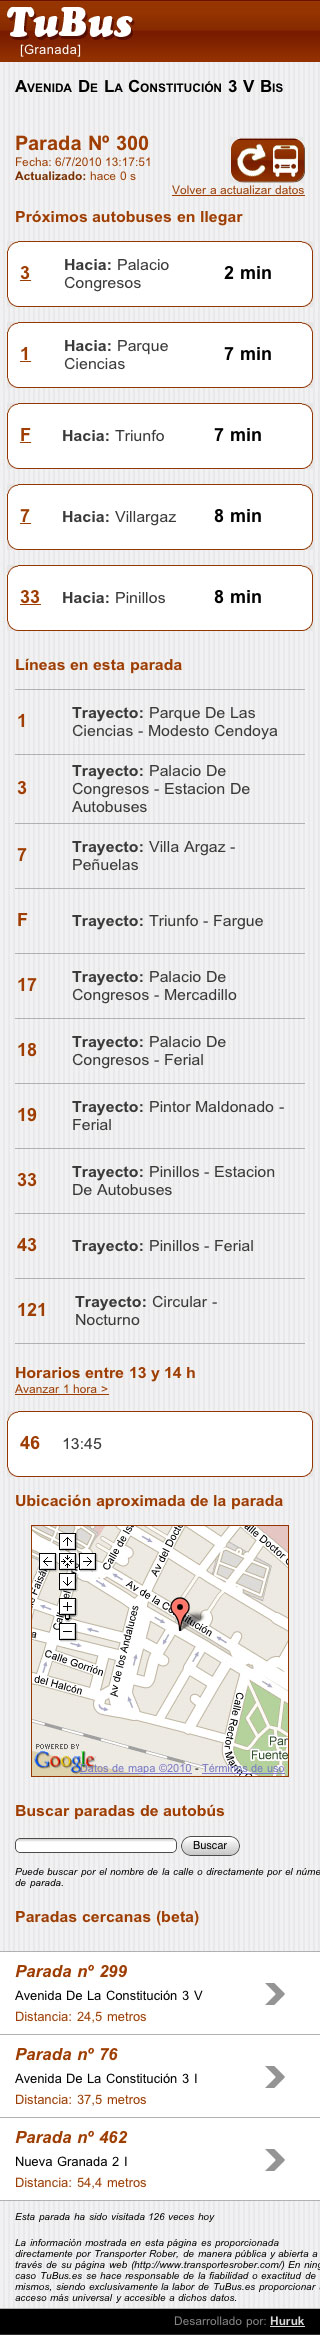 TuBus
[Granada]
Avenida De La Constitución 3 V Bis
Parada Nº 300
Fecha: 6/7/2010 13:17:51
Actualizado: hace 0 s
Volver a actualizar datos
Próximos autobuses en llegar
3 Hacia: Palacio Congresos 2 min
1 Hacia: Parque Ciencias 7 min
F Hacia: Triunfo 7 min
7 Hacia: Villargaz 8 min
33 Hacia: Pinillos 8 min
Líneas en esta parada
1 Trayecto: Parque De Las
Ciencias - Modesto Cendoya
3 Trayecto: Palacio De
Congresos - Estacion De
Autobuses
7 Trayecto: Villa Argaz -
Peñuelas
F Trayecto: Triunfo - Fargue
17 Trayecto: Palacio De
Congresos - Mercadillo
18 Trayecto: Palacio De
Congresos - Ferial
19 Trayecto: Pintor Maldonado -
Ferial
33 Trayecto: Pinillos - Estacion
De Autobuses
43 Trayecto: Pinillos - Ferial
121 Trayecto: Circular -
Nocturno
Horarios entre 13 y 14 h
Avanzar 1 hora >
46 13:45
Ubicación aproximada de la parada
Av del Doct
Calle de Is
alle Doctor
Av de la Constitución
Av de los Andaluces
Calle Gorrión
del Halcón
Calle Rector Marín
Par
Fuente
POWERED BY
Google
Datos de mapa ©2010 - Términos de uso
Buscar paradas de autobús
Buscar
Puede buscar por el nombre de la calle o directamente por el núme
de parada.
Paradas cercanas (beta)
Parada nº 299
Avenida De La Constitución 3 V
Distancia: 24,5 metros
Parada nº 76
Avenida De La Constitución 3 I
Distancia: 37,5 metros
Parada nº 462
Nueva Granada 2 I
Distancia: 54,4 metros
Esta parada ha sido visitada 126 veces hoy
La información mostrada en esta página es proporcionada
directamente por Transporter Rober, de manera pública y abierta a
través de su página web (http://www.transportesrober.com/) En ning
caso TuBus.es se hace responsable de la fiabilidad o exactitud de
mismos, siendo exclusivamente la labor de TuBus.es proporcionar
acceso más universal y accesible a dichos datos.
Desarrollado por: Huruk